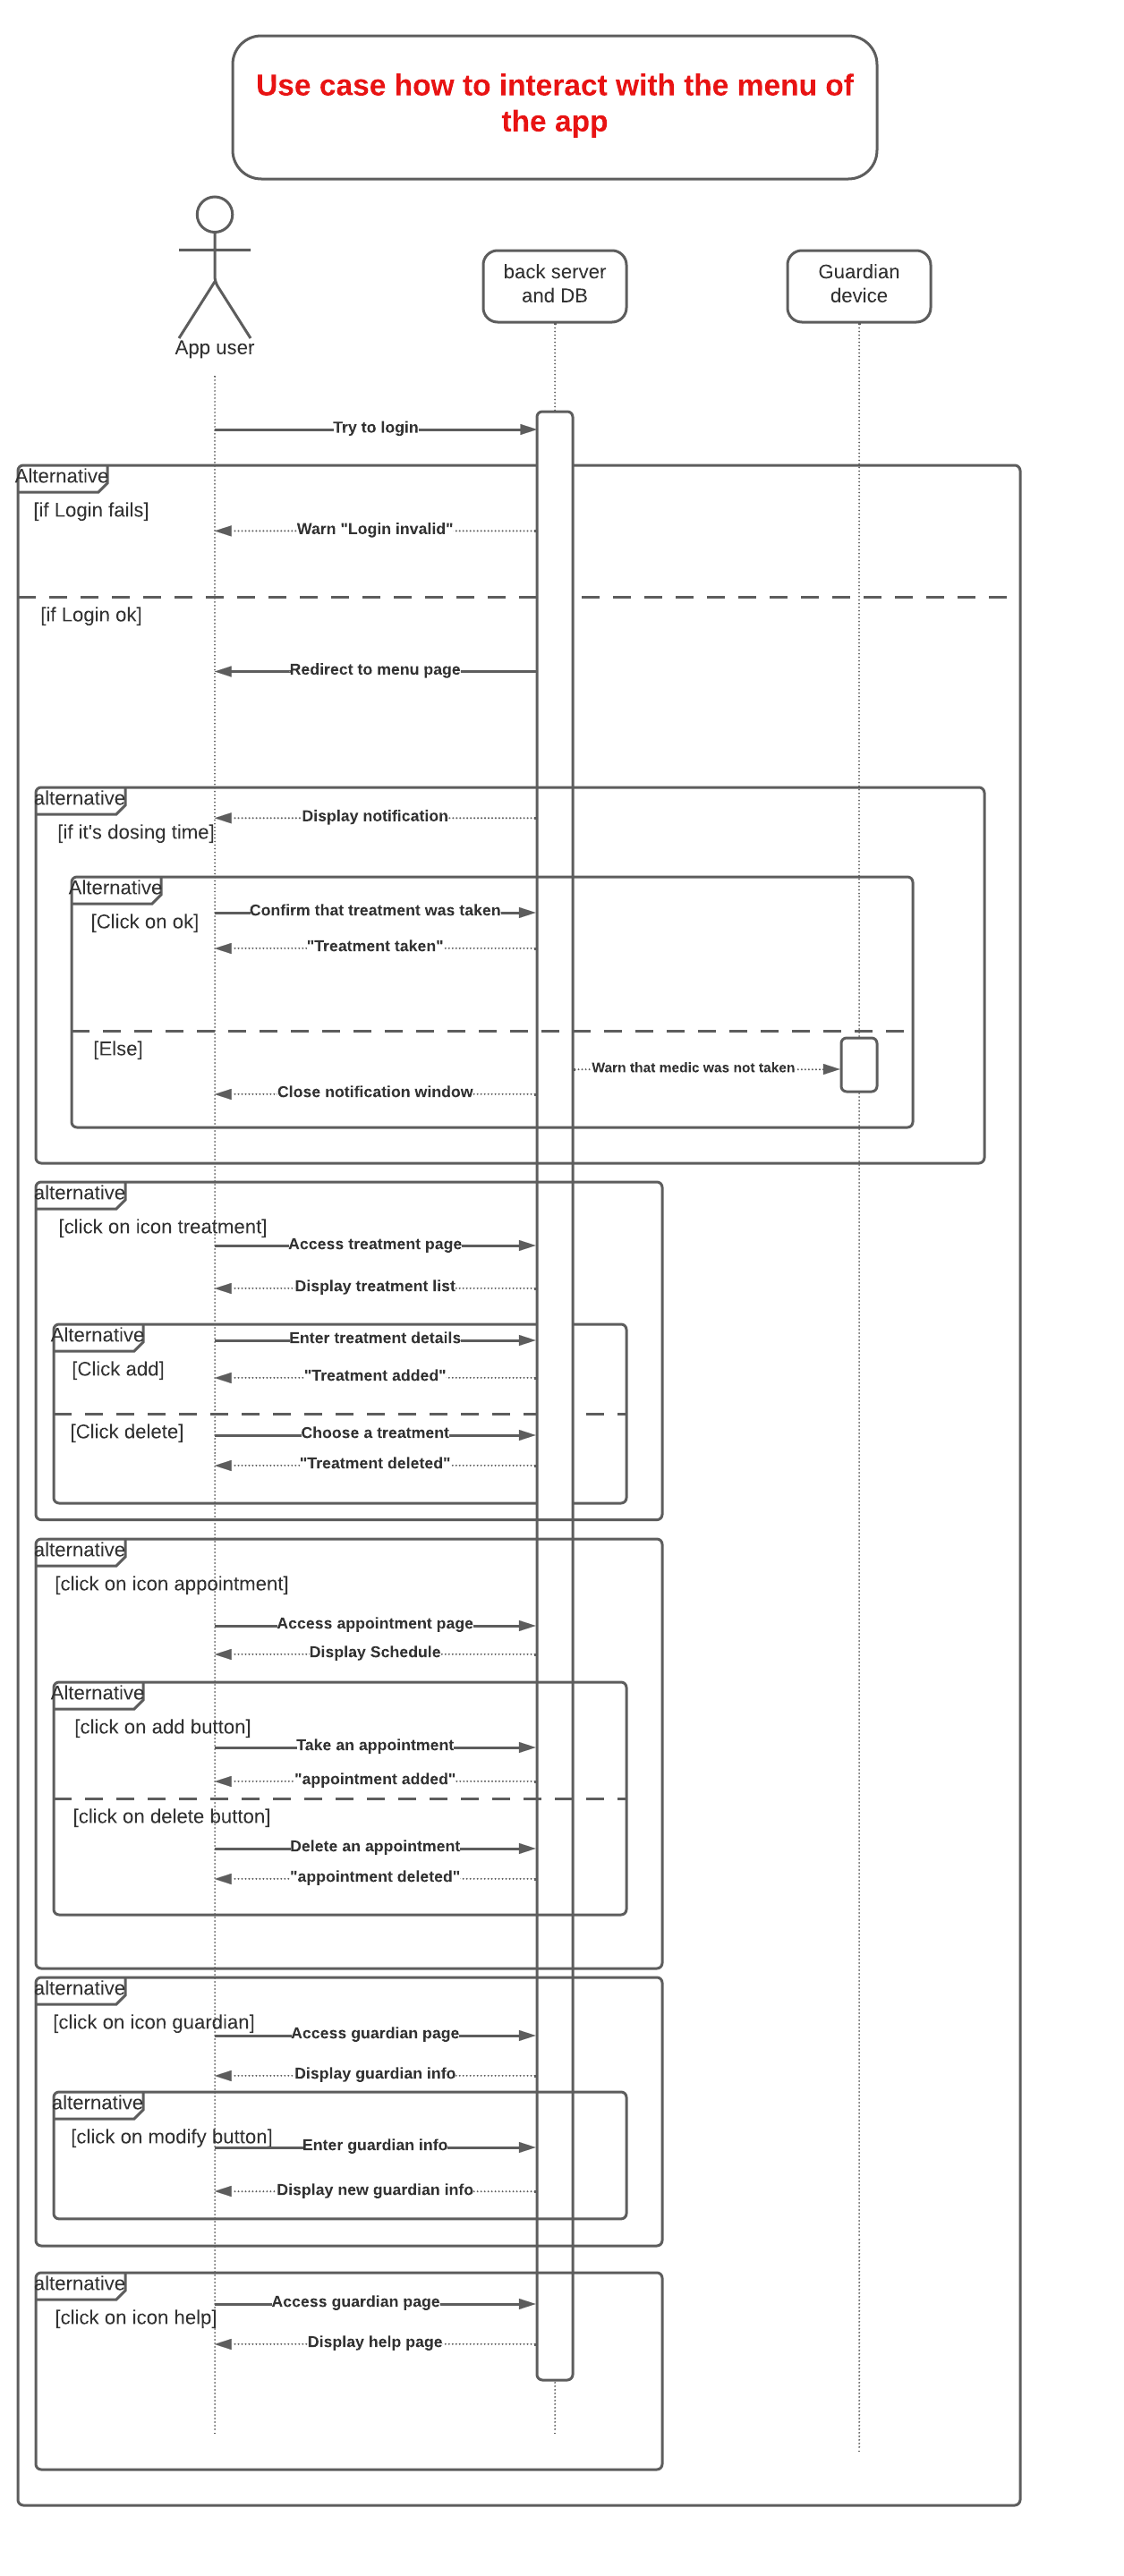 Use case how to interact with the menu of
the app
App user
back server
and DB
Guardian
device
Try to login
Alternative
[if Login fails]
Warn "Login invalid"
[if Login ok]
Redirect to menu page
alternative
Display notification
[if it's dosing time]
Alternative
Confirm that treatment was taken
[Click on ok]
"Treatment taken"
[Else]
Warn that medic was not taken
Close notification window
alternative
[click on icon treatment]
Access treatment page
Display treatment list
Alternative
Enter treatment details
[Click add]
"Treatment added"
[Click delete]
Choose a treatment
"Treatment deleted"
alternative
[click on icon appointment]
Access appointment page
Display Schedule
Alternative
[click on add button]
Take an appointment
"appointment added"
[click on delete button]
Delete an appointment
"appointment deleted"
alternative
[click on icon guardian]
Access guardian page
Display guardian info
alternative
[click on modify button]
Enter guardian info
Display new guardian info
alternative
Access guardian page
[click on icon help]
Display help page